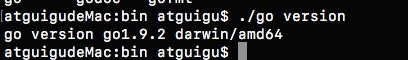 atguigudeMac:bin atguigu$ ./go version
go version go1.9.2 darwin/amd64
atguigudeMac:bin atguigu$